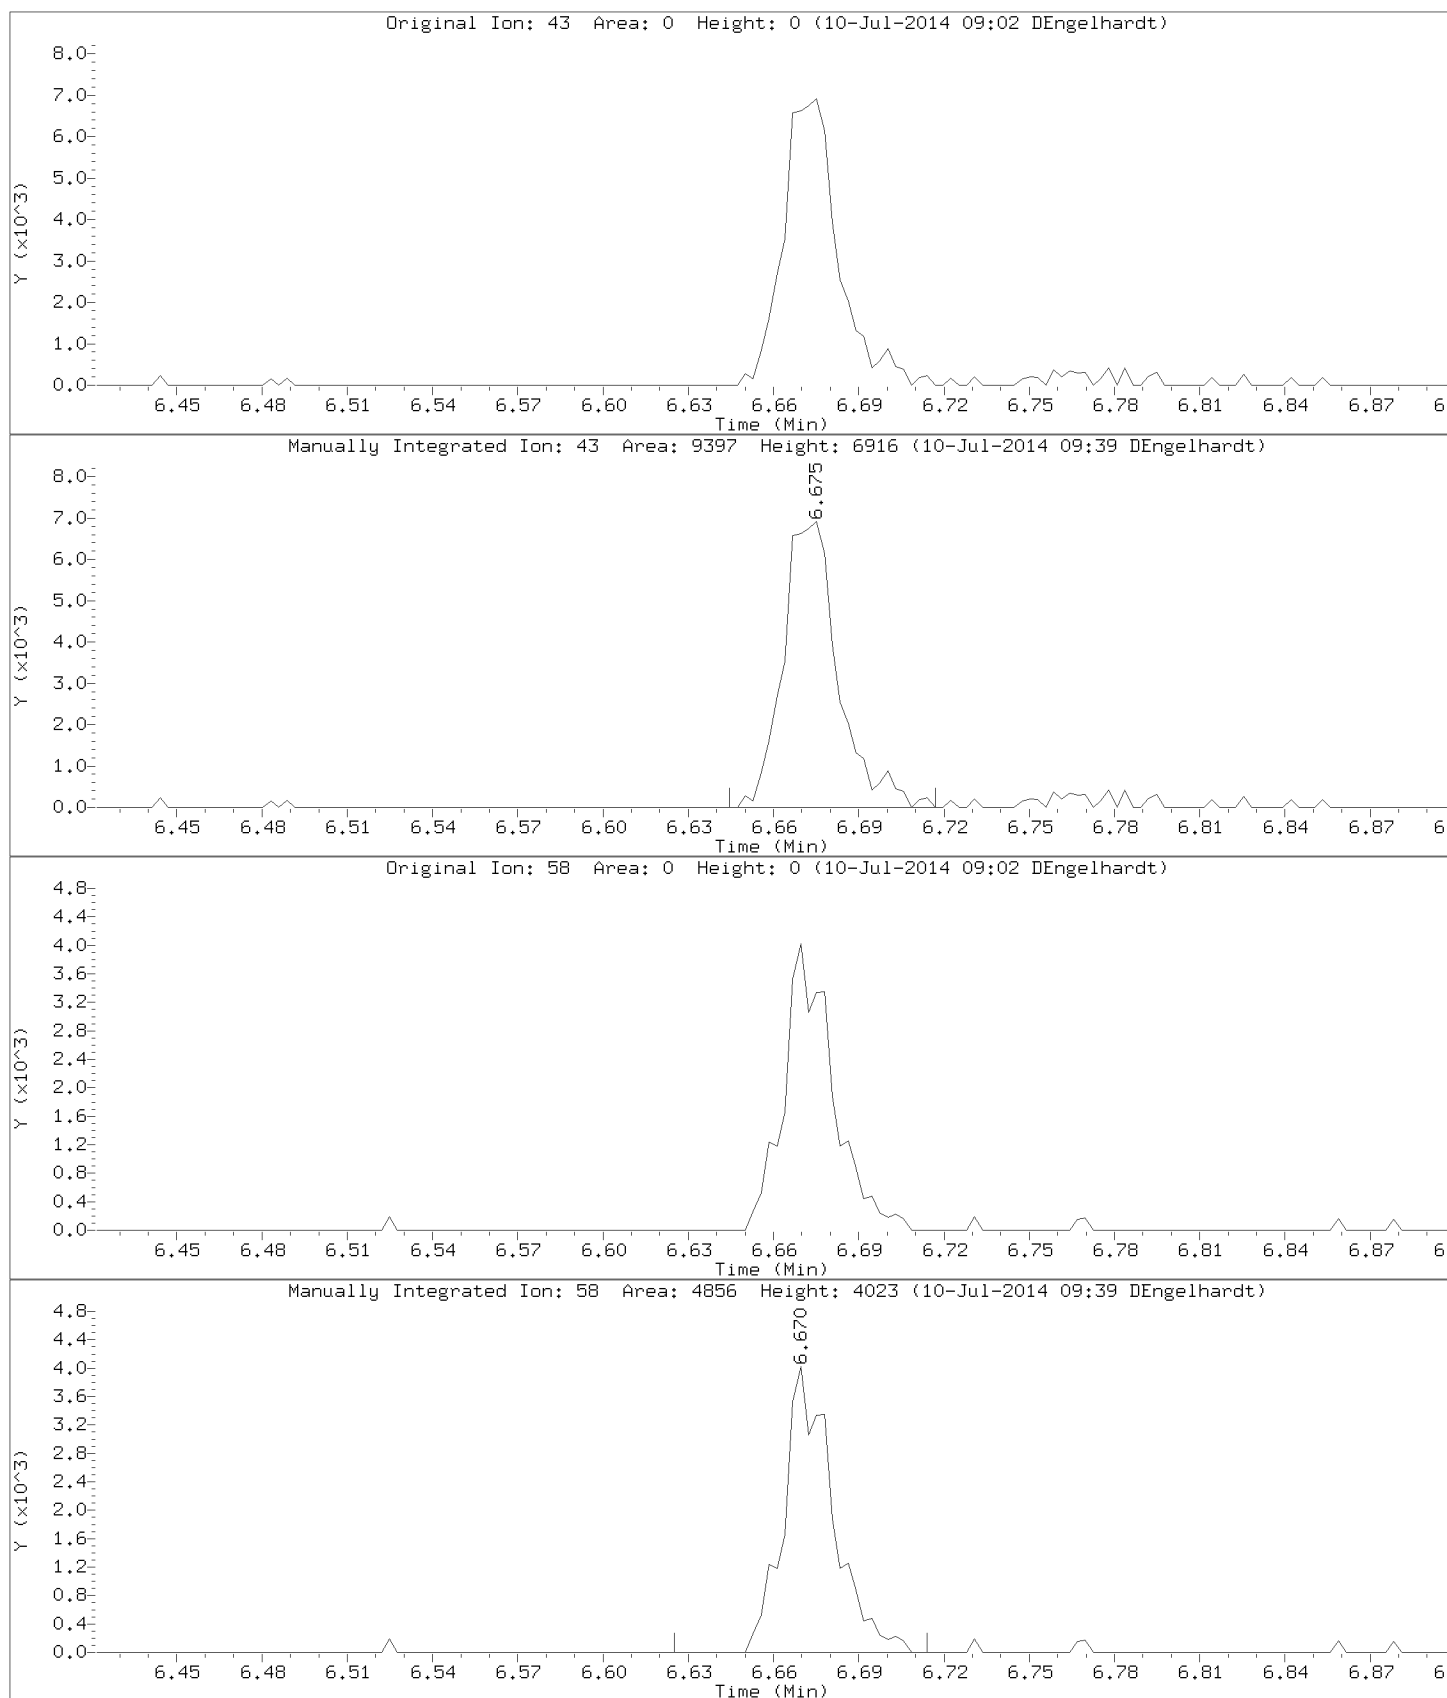 Original Ion: 43 Area: 0 Height: 0 (10-Jul-2014 09:02 DEngelhardt)
8.0
7.0
6.0
5.0
4.0
3.0
2.0
1.0
0.0
Y (x10^3)
6.45 6.48 6.51 6.54 6.57 6.60 6.63 6.66 6.69 6.72 6.75 6.78 6.81 6.84 6.87 6
Time (Min)
Manually Integrated Ion: 43 Area: 9397 Height: 6916 (10-Jul-2014 09:39 DEngelhardt)
6.675
8.0
7.0
6.0
5.0
4.0
3.0
2.0
1.0
0.0
Y (x10^3)
6.45 6.48 6.51 6.54 6.57 6.60 6.63 6.66 6.69 6.72 6.75 6.78 6.81 6.84 6.87 6
Time (Min)
Original Ion: 58 Area: 0 Height: 0 (10-Jul-2014 09:02 DEngelhardt)
4.8
4.4
4.0
3.6
3.2
2.8
2.4
2.0
1.6
1.2
0.8
0.4
0.0
Y (x10^3)
6.45 6.48 6.51 6.54 6.57 6.60 6.63 6.66 6.69 6.72 6.75 6.78 6.81 6.84 6.87 6
Time (Min)
Manually Integrated Ion: 58 Area: 4856 Height: 4023 (10-Jul-2014 09:39 DEngelhardt)
6.670
4.8
4.4
4.0
3.6
3.2
2.8
2.4
2.0
1.6
1.2
0.8
0.4
0.0
Y (x10^3)
6.45 6.48 6.51 6.54 6.57 6.60 6.63 6.66 6.69 6.72 6.75 6.78 6.81 6.84 6.87 6
Time (Min)